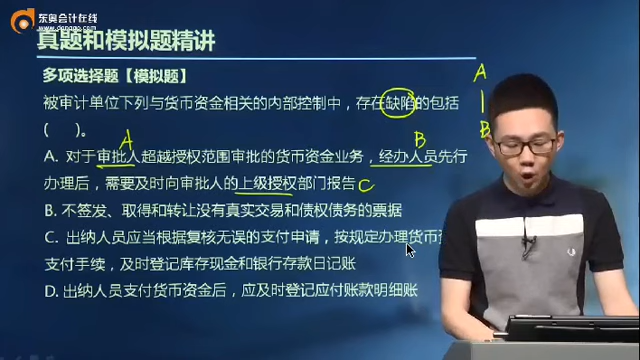 东奥会计在线
www.dongao.com
真题和模拟题精讲
多项选择题【模拟题】
被审计单位下列与货币资金相关的内部控制中，存在缺陷的包括
（ ）。
A. 对于审批人超越授权范围审批的货币资金业务，经办人员先行
办理后，需要及时向审批人的上级授权部门报告
B. 不签发、取得和转让没有真实交易和债权债务的票据
C. 出纳人员应当根据复核无误的支付申请，按规定办理货币
支付手续，及时登记库存现金和银行存款日记账
D. 出纳人员支付货币资金后，应及时登记应付账款明细账
A
B
C
A
B